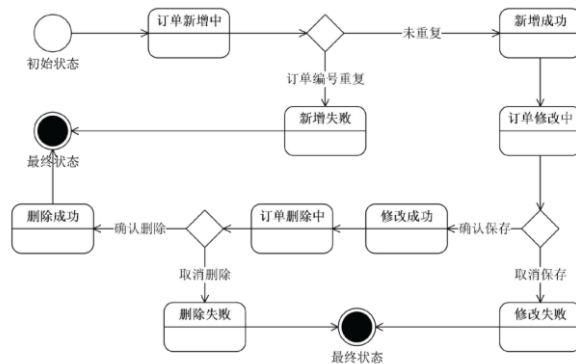 订单新增中
未重复
新增成功
初始状态
订单编号重复
新增失败
订单修改中
最终状态
删除成功
确认删除
订单删除中
修改成功
确认保存
取消删除
取消保存
删除失败
修改失败
最终状态